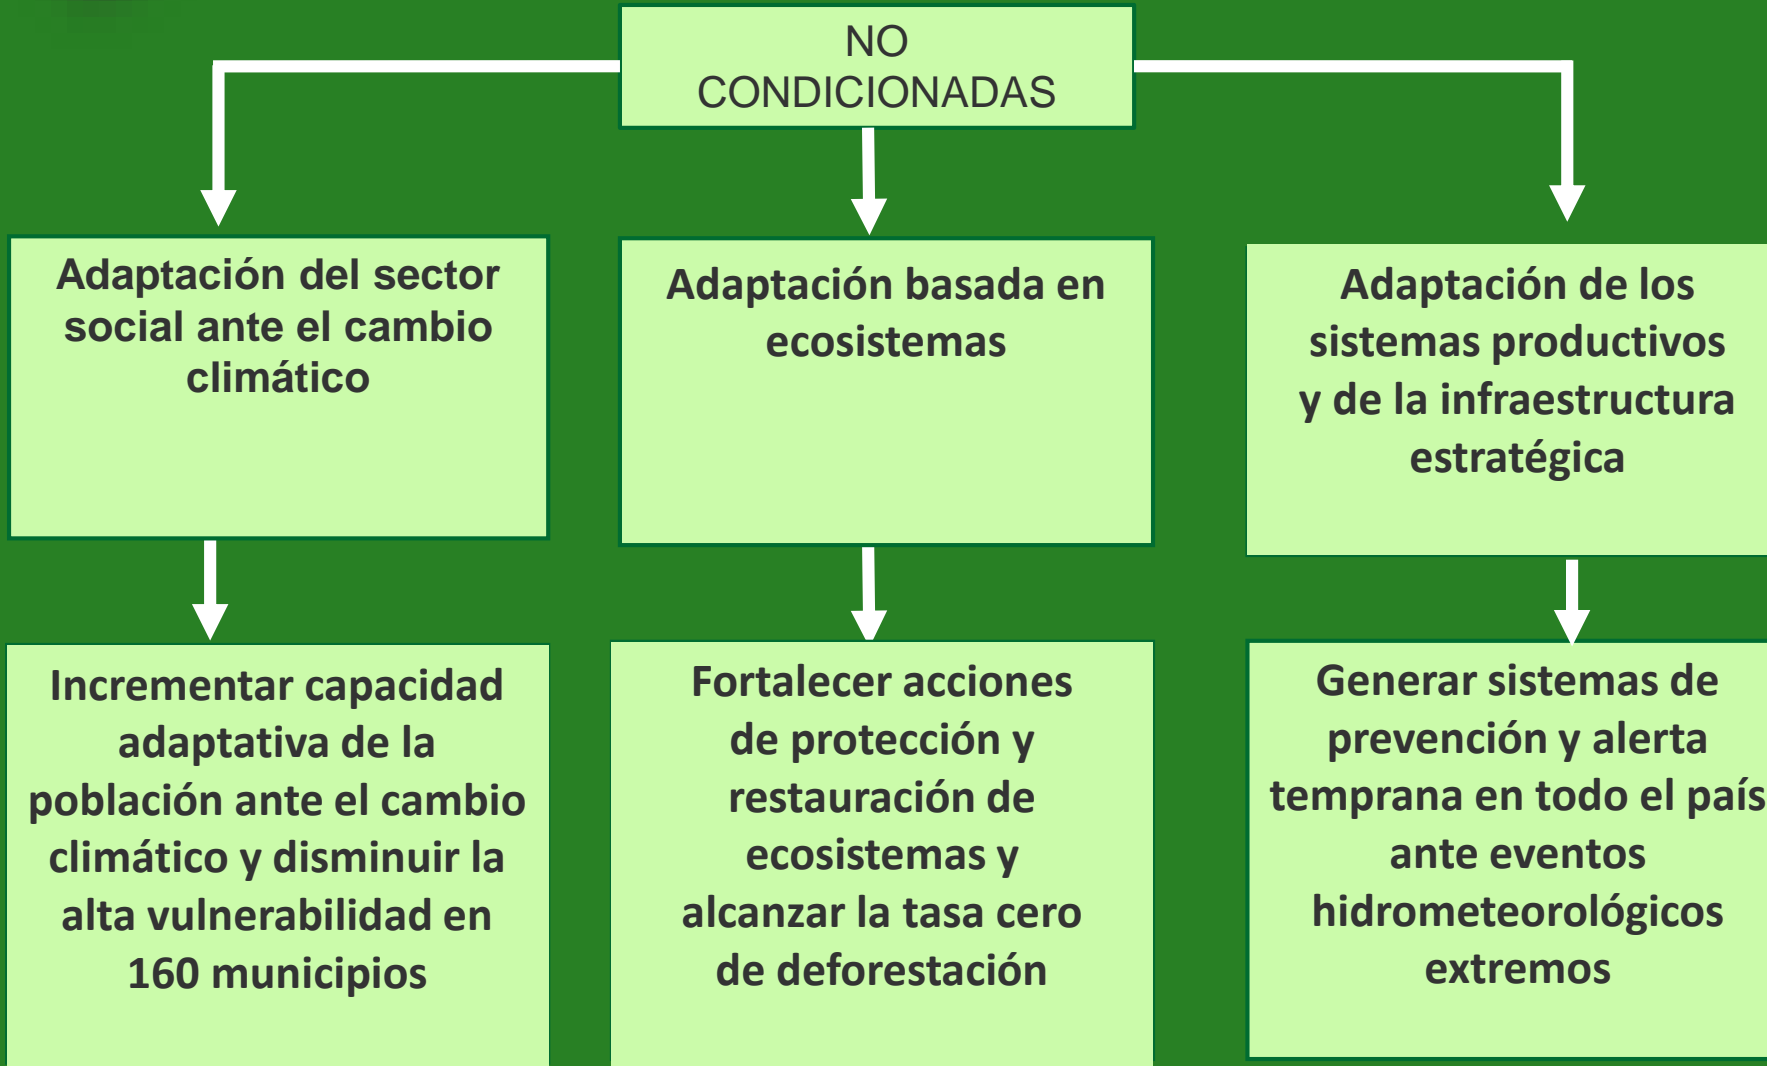 NO
CONDICIONADAS
Adaptación del sector
social ante el cambio
climático
Adaptación basada en
ecosistemas
Adaptación de los
sistemas productivos
y de la infraestructura
estratégica
Incrementar capacidad
adaptativa de la
población ante el cambio
climático y disminuir la
alta vulnerabilidad en
160 municipios
Fortalecer acciones
de protección y
restauración de
ecosistemas y
alcanzar la tasa cero
de deforestación
Generar sistemas de
prevención y alerta
temprana en todo el país
ante eventos
hidrometeorológicos
extremos